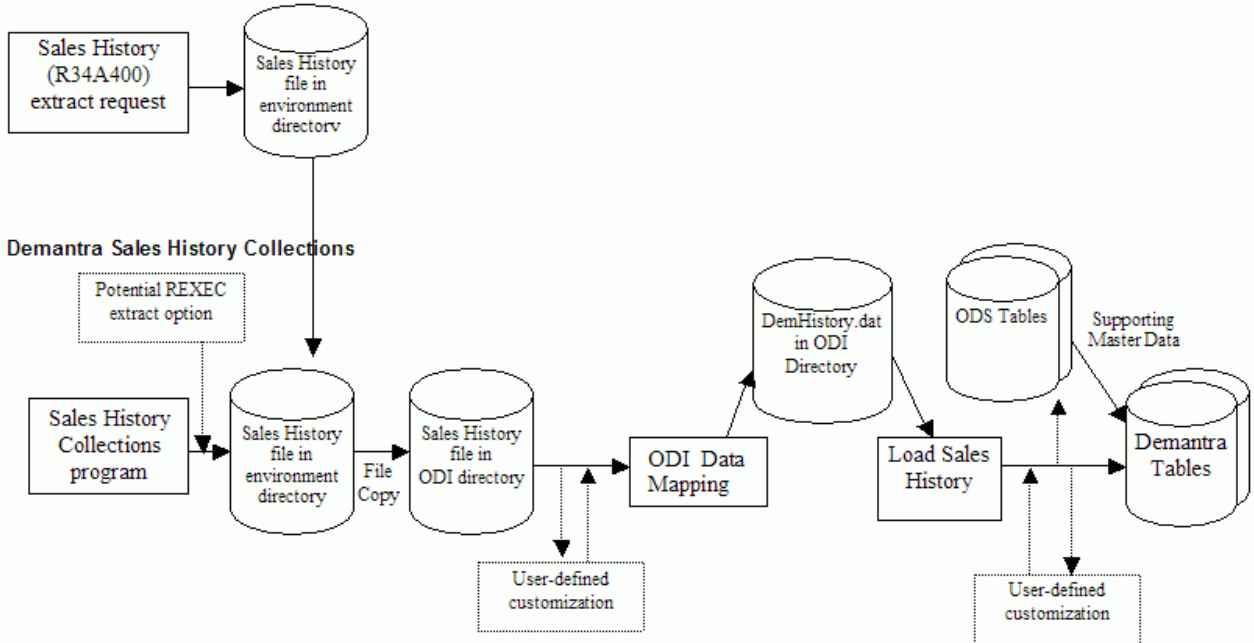 Sales History
(R34A400)
extract request
Sales History
file in
environment
directory
Demantra Sales History Collections
Potential REXEC
extract option
Sales History
Collections
program
Sales History
file in
environment
directory
File
Copy
Sales History
file in
ODI directory
User-defined
customization
ODI Data
Mapping
DemHistory.dat
in ODI
Directory
Load Sales
History
ODS Tables
Supporting
Master Data
Demantra
Tables
User-defined
customization